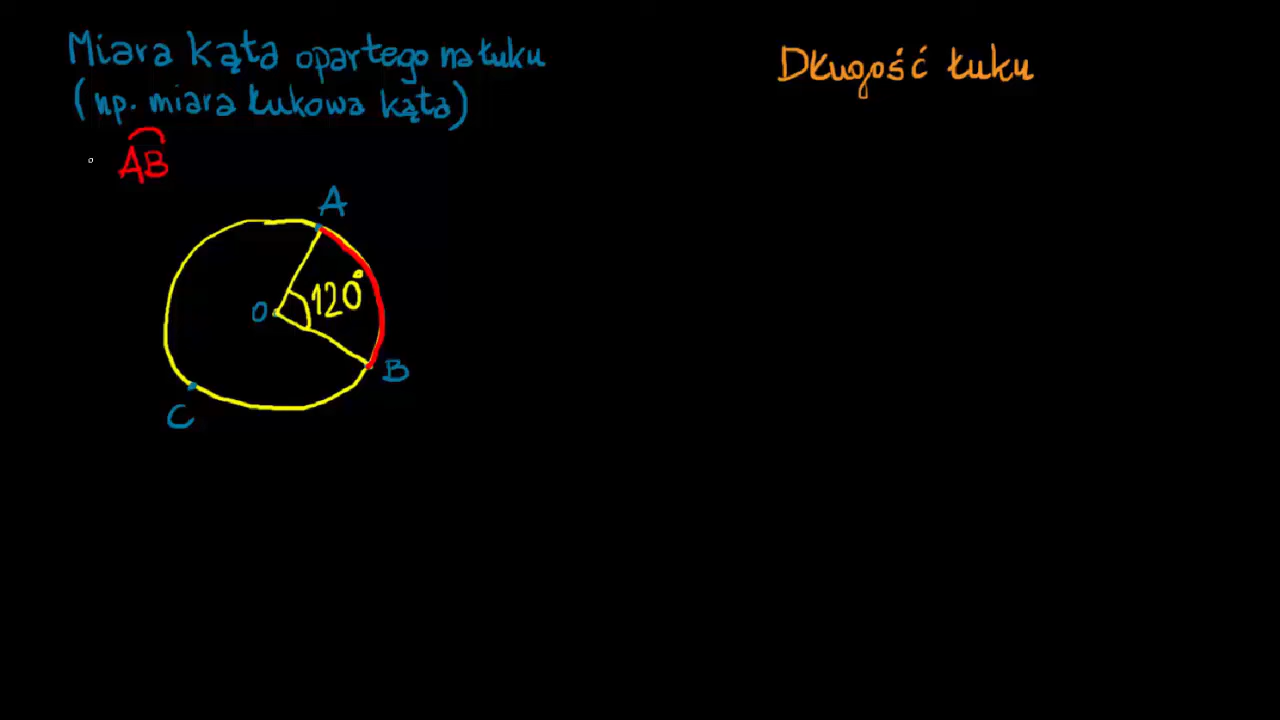 Miara kąta opartego na łuku
(np. miara łukowa kąta)
Długość łuku
AB
A
O
120°
B
C